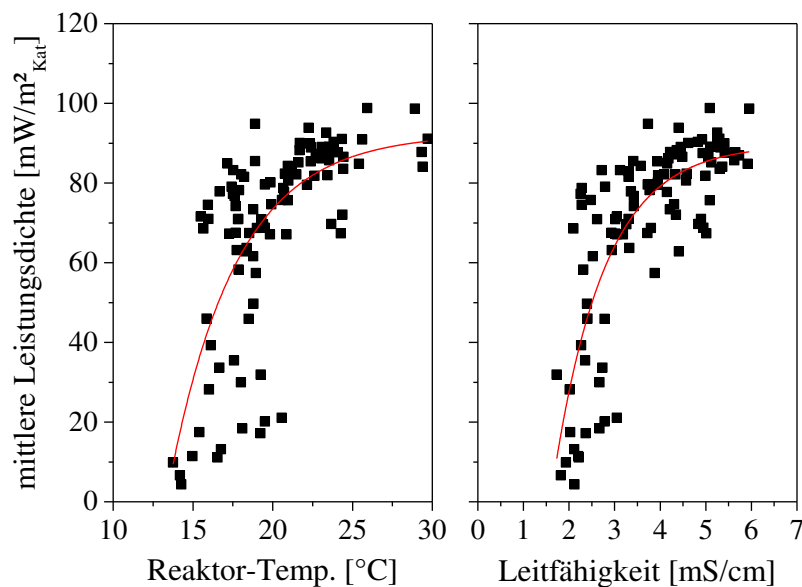 mittlere Leistungsdichte [mW/m²Kat]
120
100
80
60
40
20
0
10 15 20 25 30
0 1 2 3 4 5 6 7
Reaktor-Temp. [°C]
Leitfähigkeit [mS/cm]